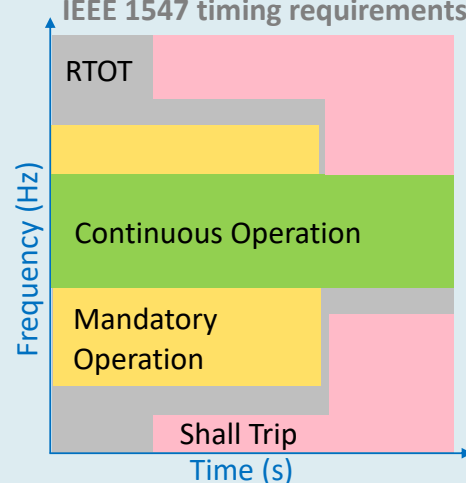 IEEE 1547 timing requirements
RTOT
Continuous Operation
Mandatory
Operation
Shall Trip
Frequency (Hz)
Time (s)